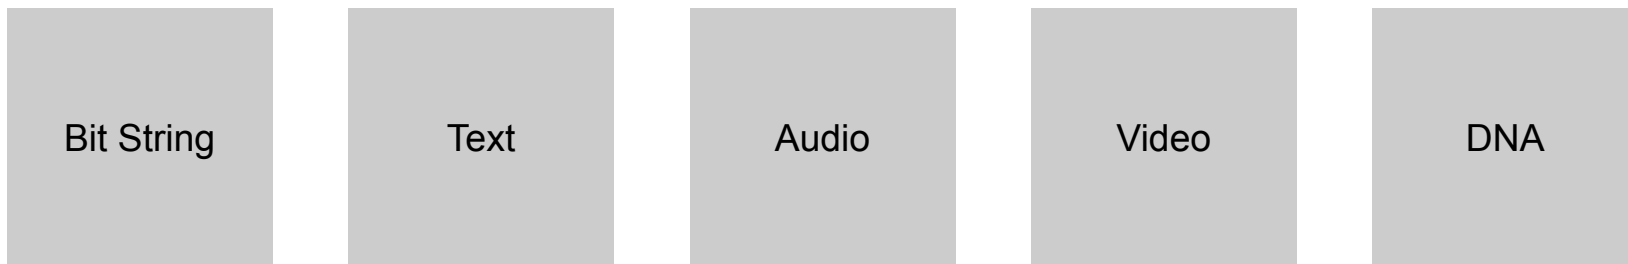 Bit String
Text
Audio
Video
DNA